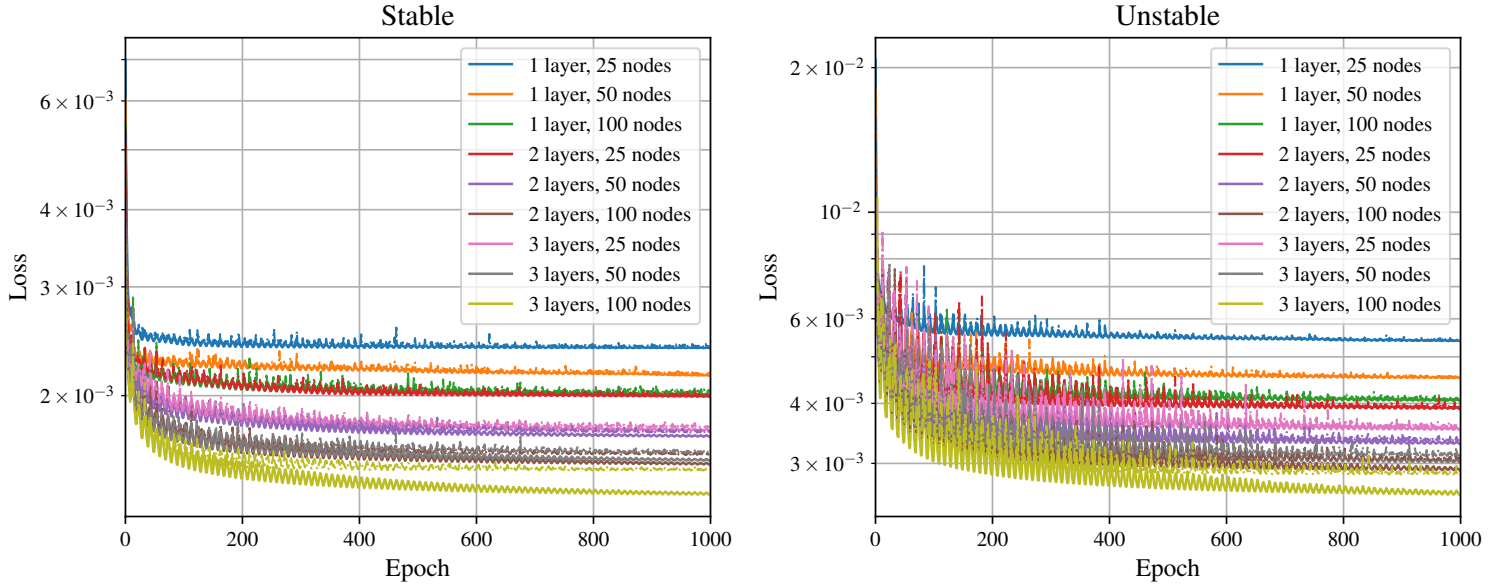 Stable
Loss
6 × 10⁻³
4 × 10⁻³
3 × 10⁻³
2 × 10⁻³
1 layer, 25 nodes
1 layer, 50 nodes
1 layer, 100 nodes
2 layers, 25 nodes
2 layers, 50 nodes
2 layers, 100 nodes
3 layers, 25 nodes
3 layers, 50 nodes
3 layers, 100 nodes
0 200 400 600 800 1000
Epoch
Unstable
Loss
2 × 10⁻²
10⁻²
6 × 10⁻³
4 × 10⁻³
3 × 10⁻³
1 layer, 25 nodes
1 layer, 50 nodes
1 layer, 100 nodes
2 layers, 25 nodes
2 layers, 50 nodes
2 layers, 100 nodes
3 layers, 25 nodes
3 layers, 50 nodes
3 layers, 100 nodes
0 200 400 600 800 1000
Epoch